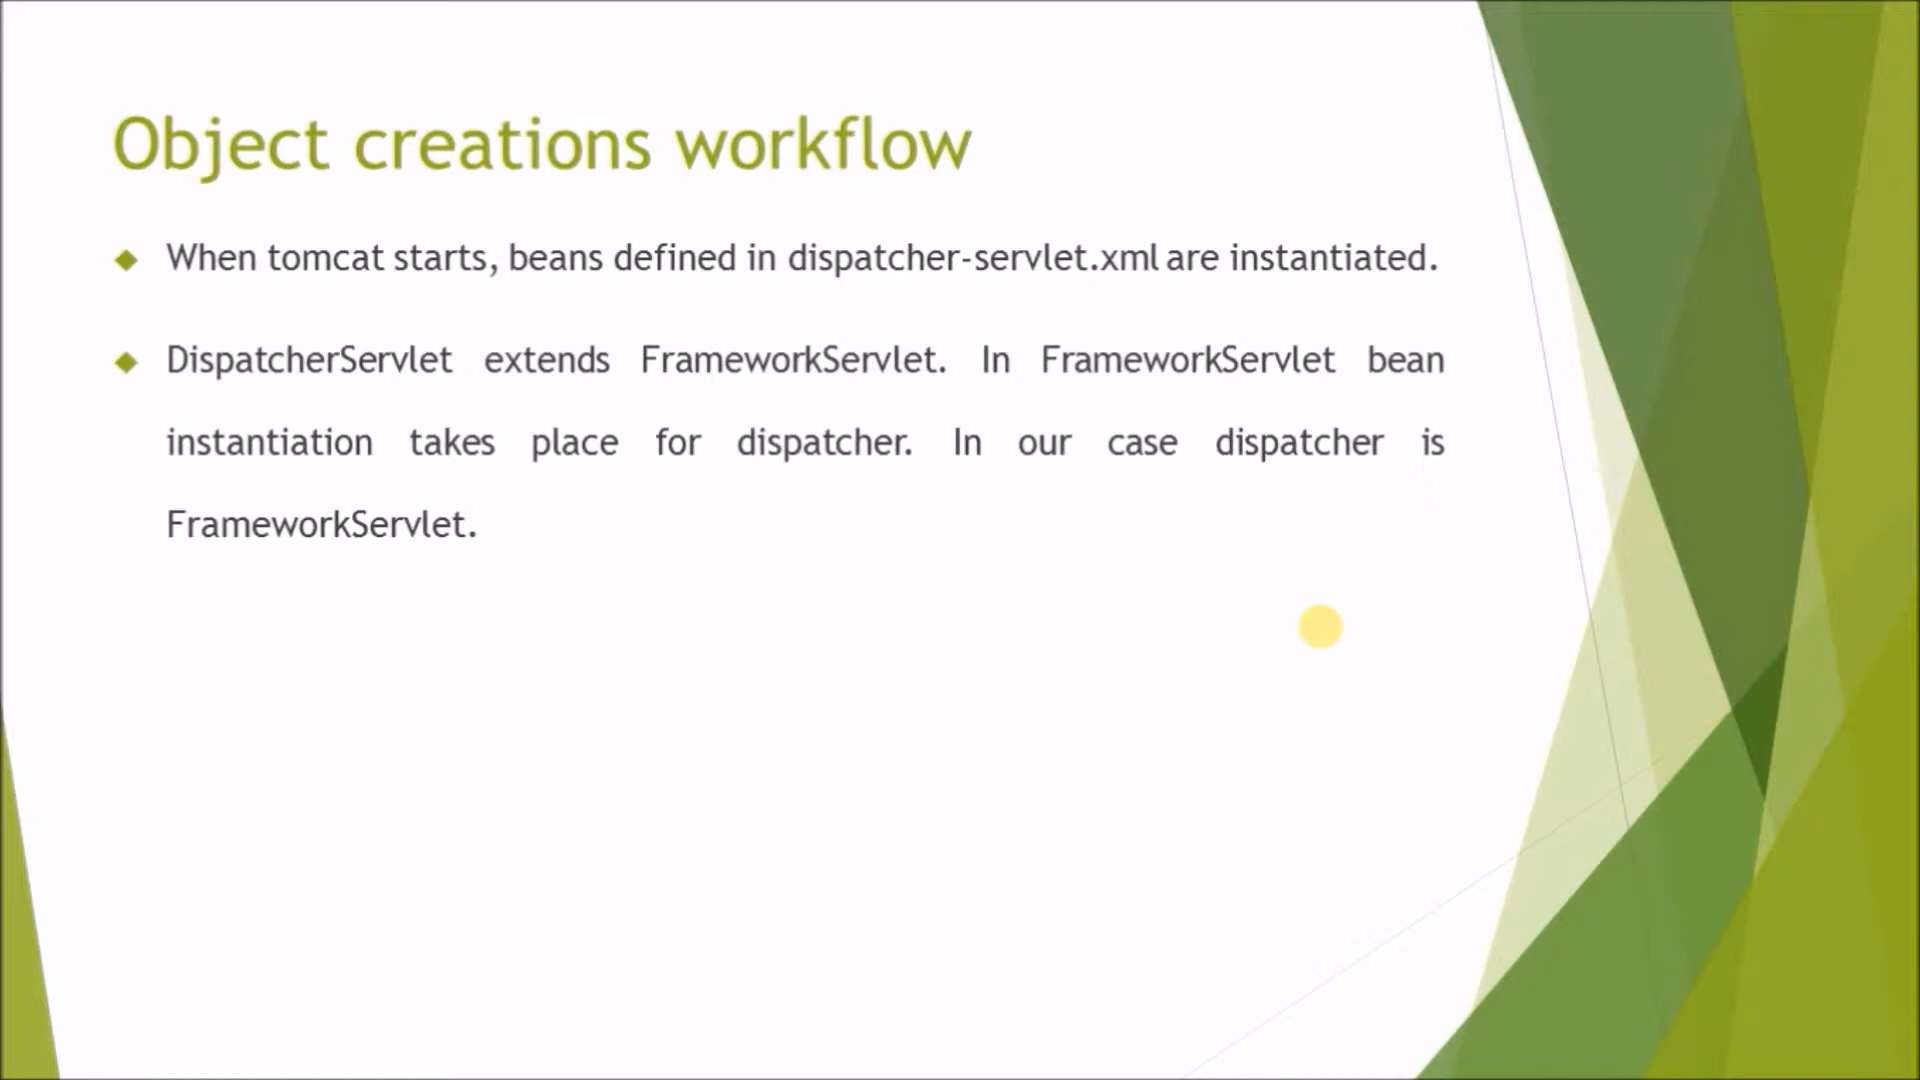 Object creations workflow
When tomcat starts, beans defined in dispatcher-servlet.xml are instantiated.
DispatcherServlet extends FrameworkServlet. In FrameworkServlet bean
instantiation takes place for dispatcher. In our case dispatcher is
FrameworkServlet.